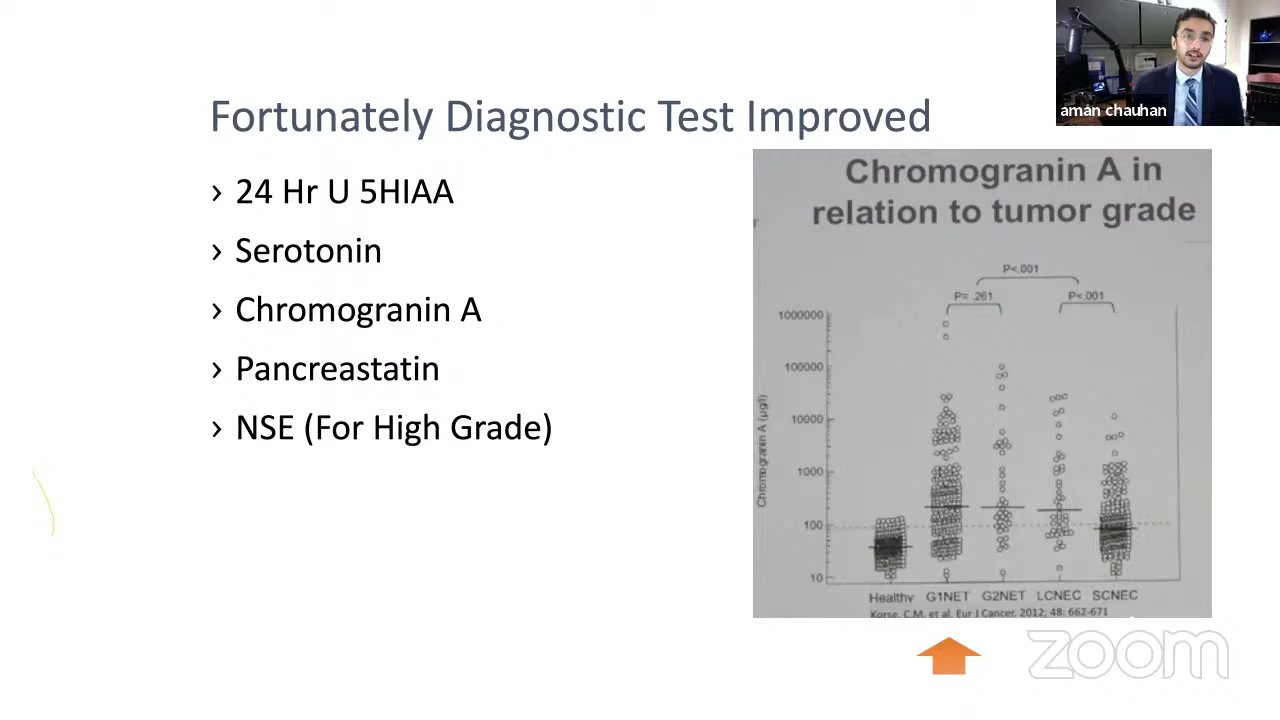 aman chauhan
Fortunately Diagnostic Test Improved
› 24 Hr U 5HIAA
› Serotonin
› Chromogranin A
› Pancreastatin
› NSE (For High Grade)
Chromogranin A in
relation to tumor grade
P<.001
P= .261
P<.001
1000000
100000
10000
1000
100
10
Chromogranin A (µg/l)
Healthy G1NET G2NET LCNEC SCNEC
Korse, C.M. et al. Eur J Cancer. 2012; 48: 662-671
zoom